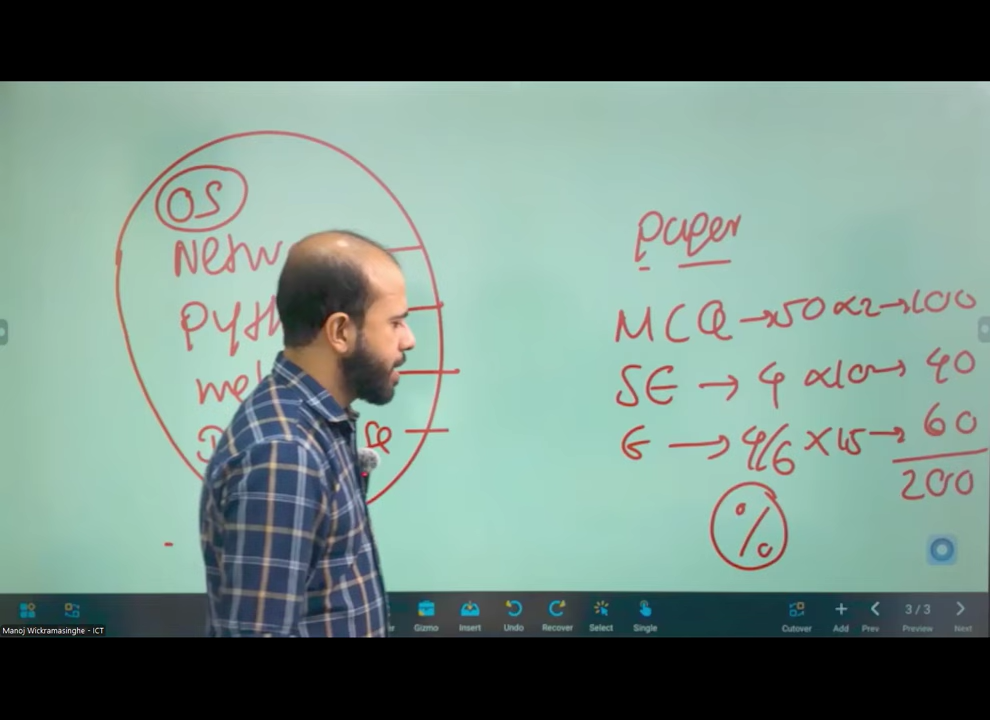 OS
Netw
Pyth
me
Paper
MCQ → 50 x 2 → 100
SE → 4 x 10 → 40
E → 4/6 x 15 → 60
200
%
Manoj Wickramasinghe - ICT
Gizmo
Insert
Undo
Recover
Select
Single
Cutover
Add
Prev
3 / 3
Preview
Next